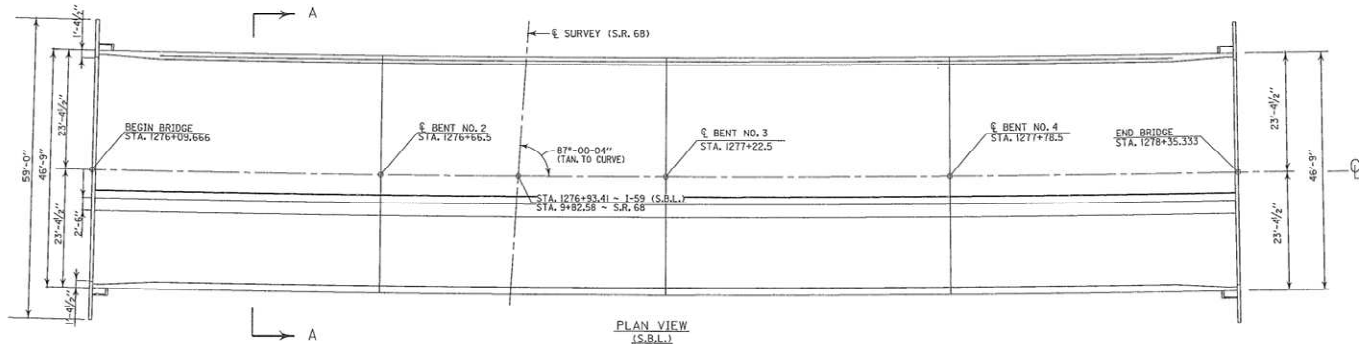 A
℄ SURVEY (S.R. 68)
1'-4½"
BEGIN BRIDGE
STA. 1276+09.666
℄ BENT NO. 2
STA. 1276+66.5
87°-00-04"
(TAN. TO CURVE)
℄ BENT NO. 3
STA. 1277+22.5
℄ BENT NO. 4
STA. 1277+78.5
END BRIDGE
STA. 1278+35.333
23'-4½"
59'-0"
46'-9"
23'-4½"
2'-6"
1'-4½"
STA. 1276+93.41 ~ I-59 (S.B.L.)
STA. 9+82.58 ~ S.R. 68
23'-4½"
46'-9"
23'-4½"
℄
A
PLAN VIEW
(S.B.L.)